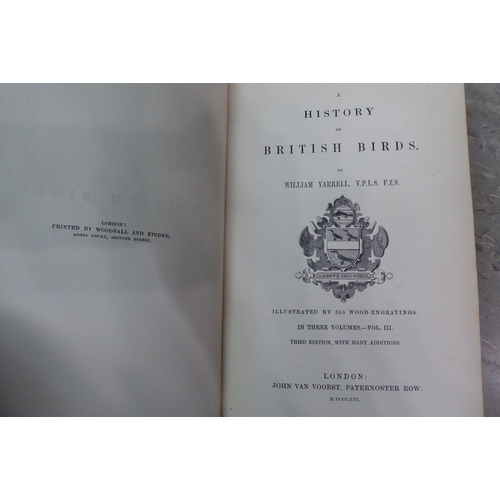 LONDON:
PRINTED BY WOODFALL AND KINDER,
ANGEL COURT, SKINNER STREET.
A
HISTORY
OF
BRITISH BIRDS.
BY
WILLIAM YARRELL, V.P.L.S. F.Z.S.
ILLUSTRATED BY 550 WOOD-ENGRAVINGS.
IN THREE VOLUMES.—VOL. III.
THIRD EDITION, WITH MANY ADDITIONS.
LONDON:
JOHN VAN VOORST, PATERNOSTER ROW.
M.DCCC.LVI.